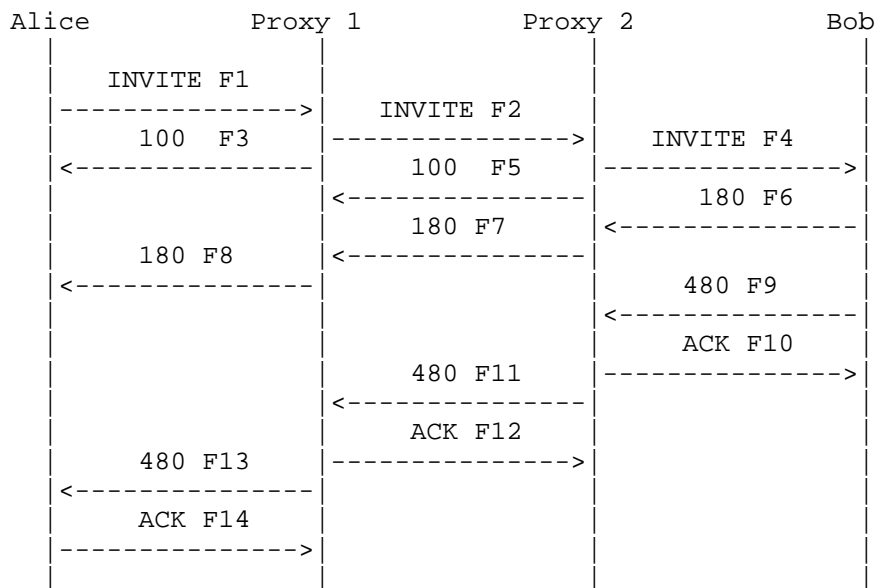 Alice Proxy 1 Proxy 2 Bob
INVITE F1
INVITE F2
100 F3 INVITE F4
100 F5
180 F6
180 F7
180 F8
480 F9
ACK F10
480 F11
ACK F12
480 F13
ACK F14